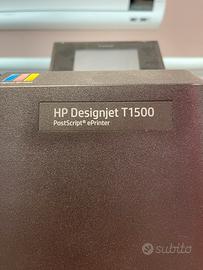 HP Designjet T1500
PostScript® ePrinter
subito